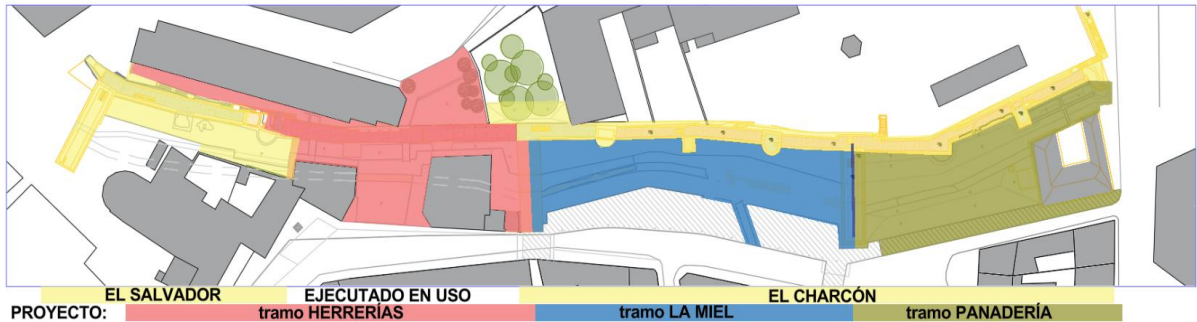 EL SALVADOR EJECUTADO EN USO EL CHARCÓN
PROYECTO: tramo HERRERÍAS tramo LA MIEL tramo PANADERÍA